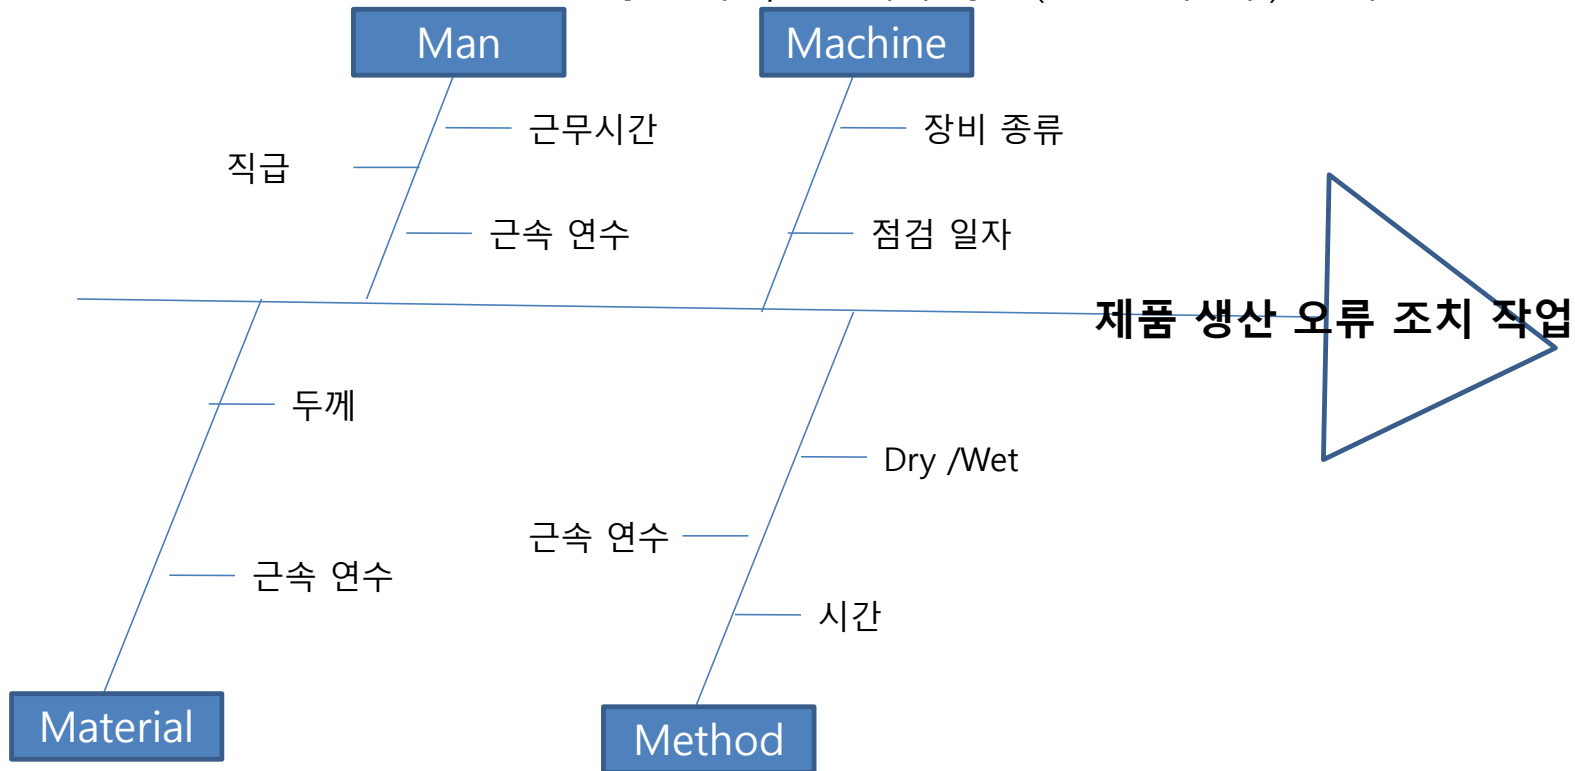 Man
Machine
근무시간
장비 종류
직급
근속 연수
점검 일자
제품 생산 오류 조치 작업
두께
Dry /Wet
근속 연수
근속 연수
시간
Material
Method